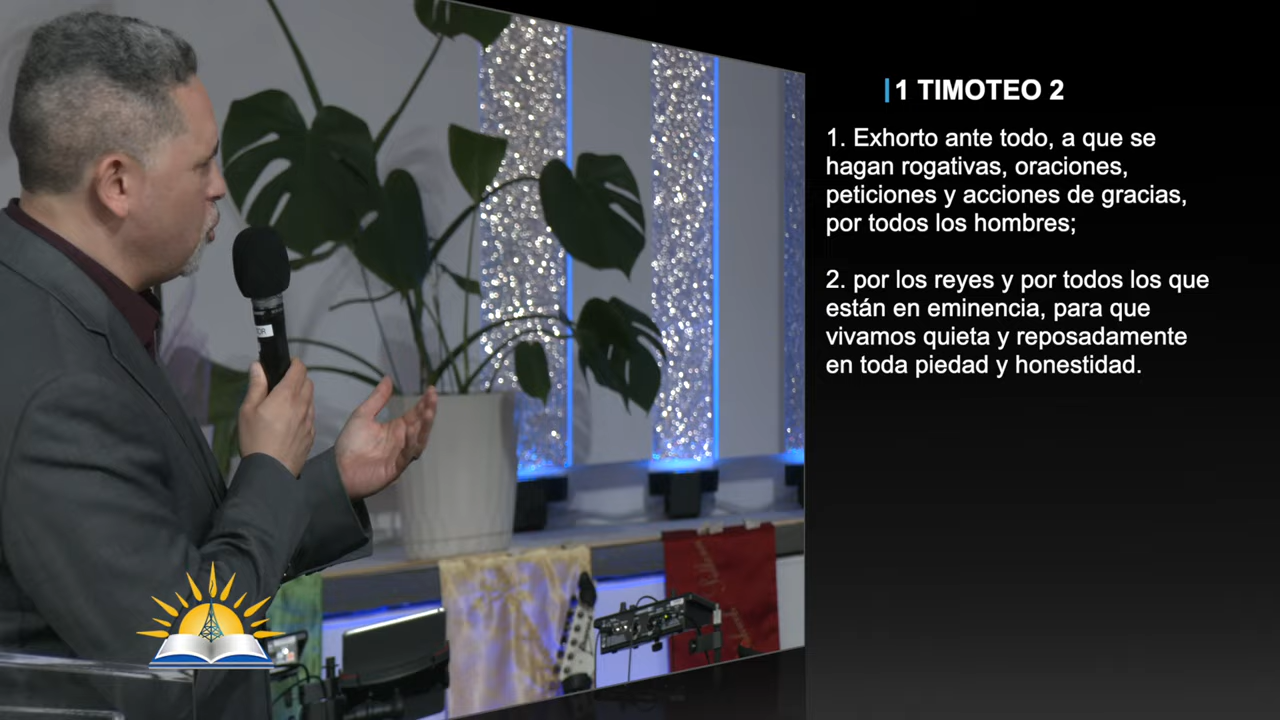 1 TIMOTEO 2
1. Exhorto ante todo, a que se
hagan rogativas, oraciones,
peticiones y acciones de gracias,
por todos los hombres;
2. por los reyes y por todos los que
están en eminencia, para que
vivamos quieta y reposadamente
en toda piedad y honestidad.